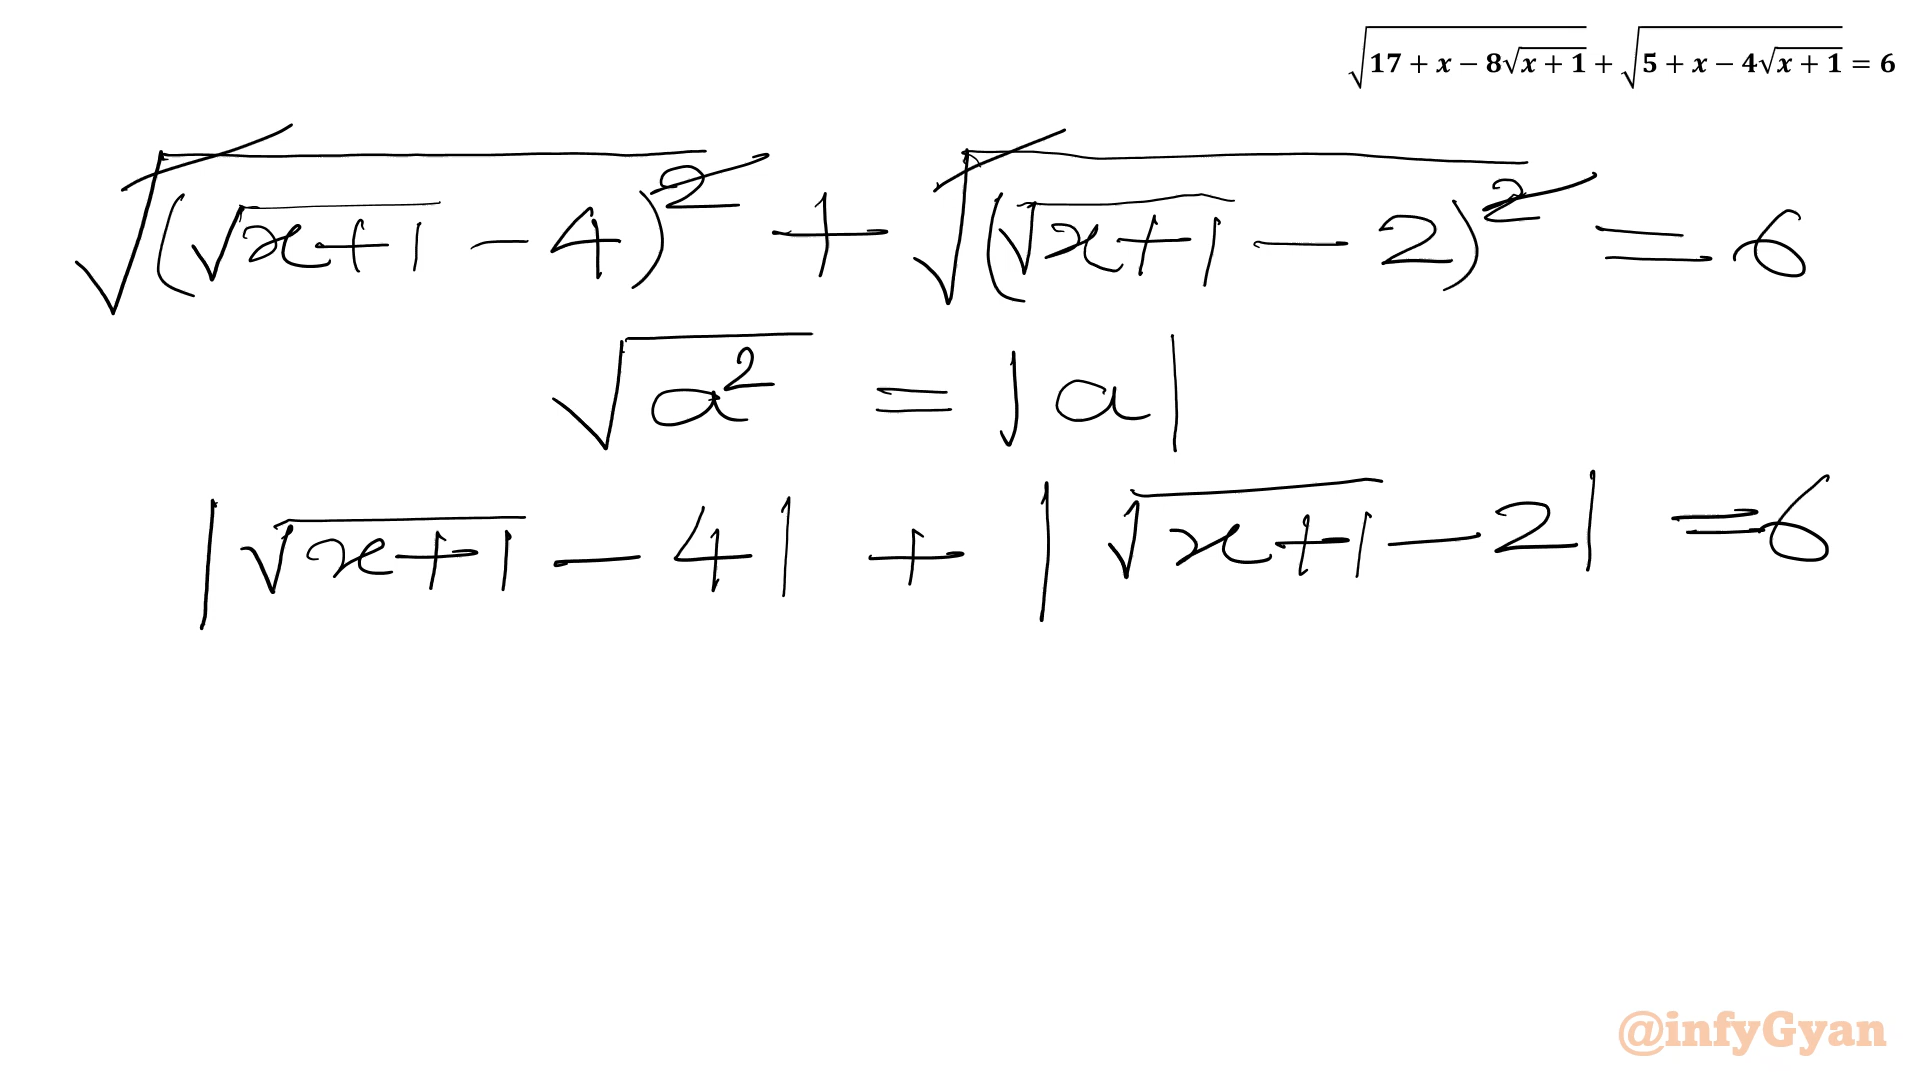 √(17 + x − 8√(x + 1)) + √(5 + x − 4√(x + 1)) = 6
√((√(x+1) − 4)²) + √((√(x+1) − 2)²) = 6
√(a²) = |a|
|√(x+1) − 4| + |√(x+1) − 2| = 6
@infyGyan